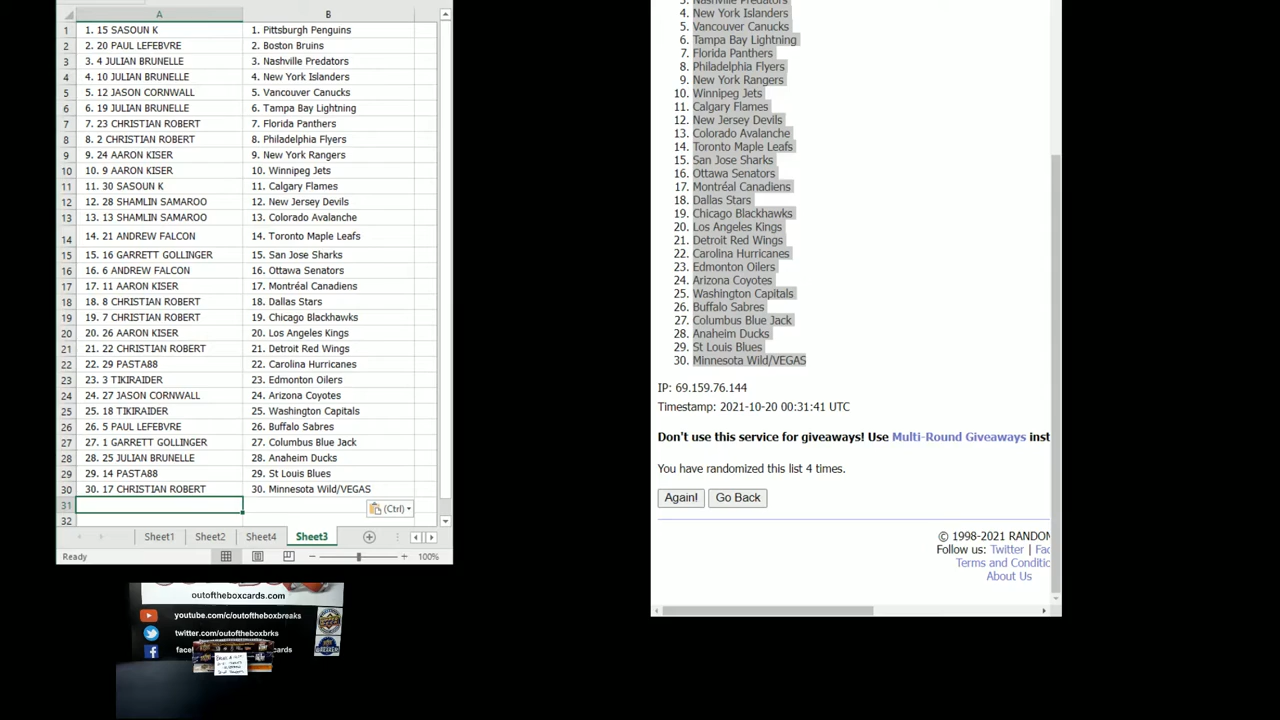 A B
1 1. 15 SASOUN K 1. Pittsburgh Penguins
2 2. 20 PAUL LEFEBVRE 2. Boston Bruins
3 3. 4 JULIAN BRUNELLE 3. Nashville Predators
4 4. 10 JULIAN BRUNELLE 4. New York Islanders
5 5. 12 JASON CORNWALL 5. Vancouver Canucks
6 6. 19 JULIAN BRUNELLE 6. Tampa Bay Lightning
7 7. 23 CHRISTIAN ROBERT 7. Florida Panthers
8 8. 2 CHRISTIAN ROBERT 8. Philadelphia Flyers
9 9. 24 AARON KISER 9. New York Rangers
10 10. 9 AARON KISER 10. Winnipeg Jets
11 11. 30 SASOUN K 11. Calgary Flames
12 12. 28 SHAMLIN SAMAROO 12. New Jersey Devils
13 13. 13 SHAMLIN SAMAROO 13. Colorado Avalanche
14 14. 21 ANDREW FALCON 14. Toronto Maple Leafs
15 15. 16 GARRETT GOLLINGER 15. San Jose Sharks
16 16. 6 ANDREW FALCON 16. Ottawa Senators
17 17. 11 AARON KISER 17. Montréal Canadiens
18 18. 8 CHRISTIAN ROBERT 18. Dallas Stars
19 19. 7 CHRISTIAN ROBERT 19. Chicago Blackhawks
20 20. 26 AARON KISER 20. Los Angeles Kings
21 21. 22 CHRISTIAN ROBERT 21. Detroit Red Wings
22 22. 29 PASTA88 22. Carolina Hurricanes
23 23. 3 TIKIRAIDER 23. Edmonton Oilers
24 24. 27 JASON CORNWALL 24. Arizona Coyotes
25 25. 18 TIKIRAIDER 25. Washington Capitals
26 26. 5 PAUL LEFEBVRE 26. Buffalo Sabres
27 27. 1 GARRETT GOLLINGER 27. Columbus Blue Jack
28 28. 25 JULIAN BRUNELLE 28. Anaheim Ducks
29 29. 14 PASTA88 29. St Louis Blues
30 30. 17 CHRISTIAN ROBERT 30. Minnesota Wild/VEGAS
31 (Ctrl)
32
Sheet1 Sheet2 Sheet4 Sheet3
Ready 100%
outoftheboxcards.com
youtube.com/c/outoftheboxbreaks
twitter.com/outoftheboxbrks
3. Nashville Predators
4. New York Islanders
5. Vancouver Canucks
6. Tampa Bay Lightning
7. Florida Panthers
8. Philadelphia Flyers
9. New York Rangers
10. Winnipeg Jets
11. Calgary Flames
12. New Jersey Devils
13. Colorado Avalanche
14. Toronto Maple Leafs
15. San Jose Sharks
16. Ottawa Senators
17. Montréal Canadiens
18. Dallas Stars
19. Chicago Blackhawks
20. Los Angeles Kings
21. Detroit Red Wings
22. Carolina Hurricanes
23. Edmonton Oilers
24. Arizona Coyotes
25. Washington Capitals
26. Buffalo Sabres
27. Columbus Blue Jack
28. Anaheim Ducks
29. St Louis Blues
30. Minnesota Wild/VEGAS
IP: 69.159.76.144
Timestamp: 2021-10-20 00:31:41 UTC
Don't use this service for giveaways! Use Multi-Round Giveaways inst
You have randomized this list 4 times.
Again! Go Back
© 1998-2021 RANDOM
Follow us: Twitter | Fac
Terms and Conditic
About Us